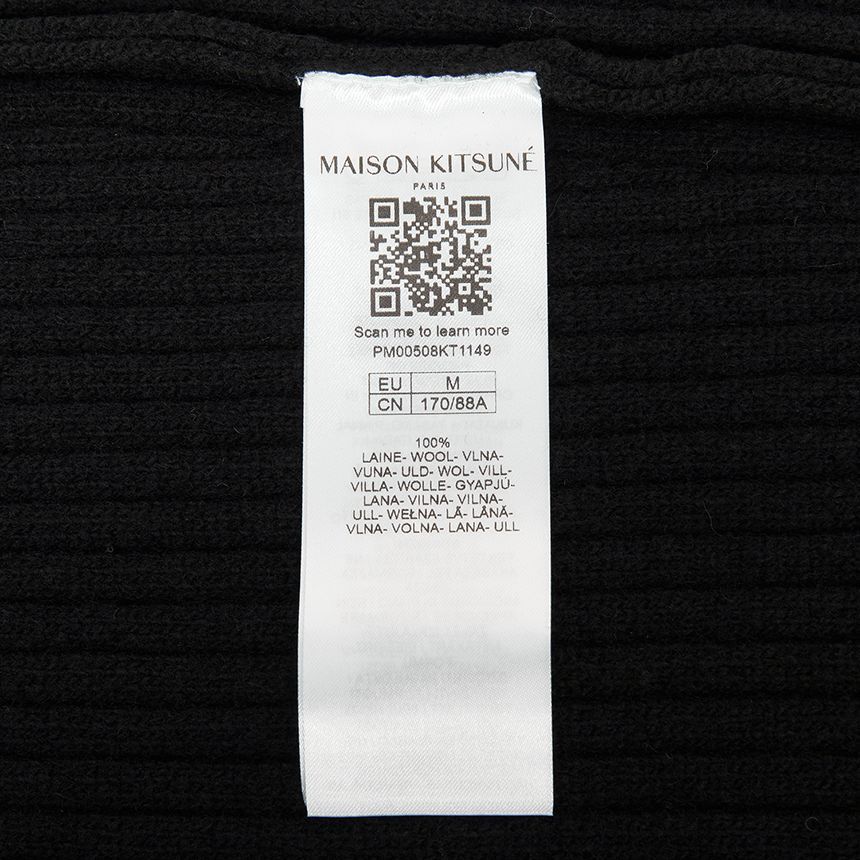 MAISON KITSUNÉ
PARIS
Scan me to learn more
PM00508KT1149
EU M
CN 170/88A
100%
LAINE- WOOL- VLNA-
VUNA- ULD- WOL- VILL-
VILLA- WOLLE- GYAPJÚ-
LANA- VILNA- VILNA-
ULL- WEŁNA- LÃ- LÂNĂ-
VLNA- VOLNA- LANA- ULL